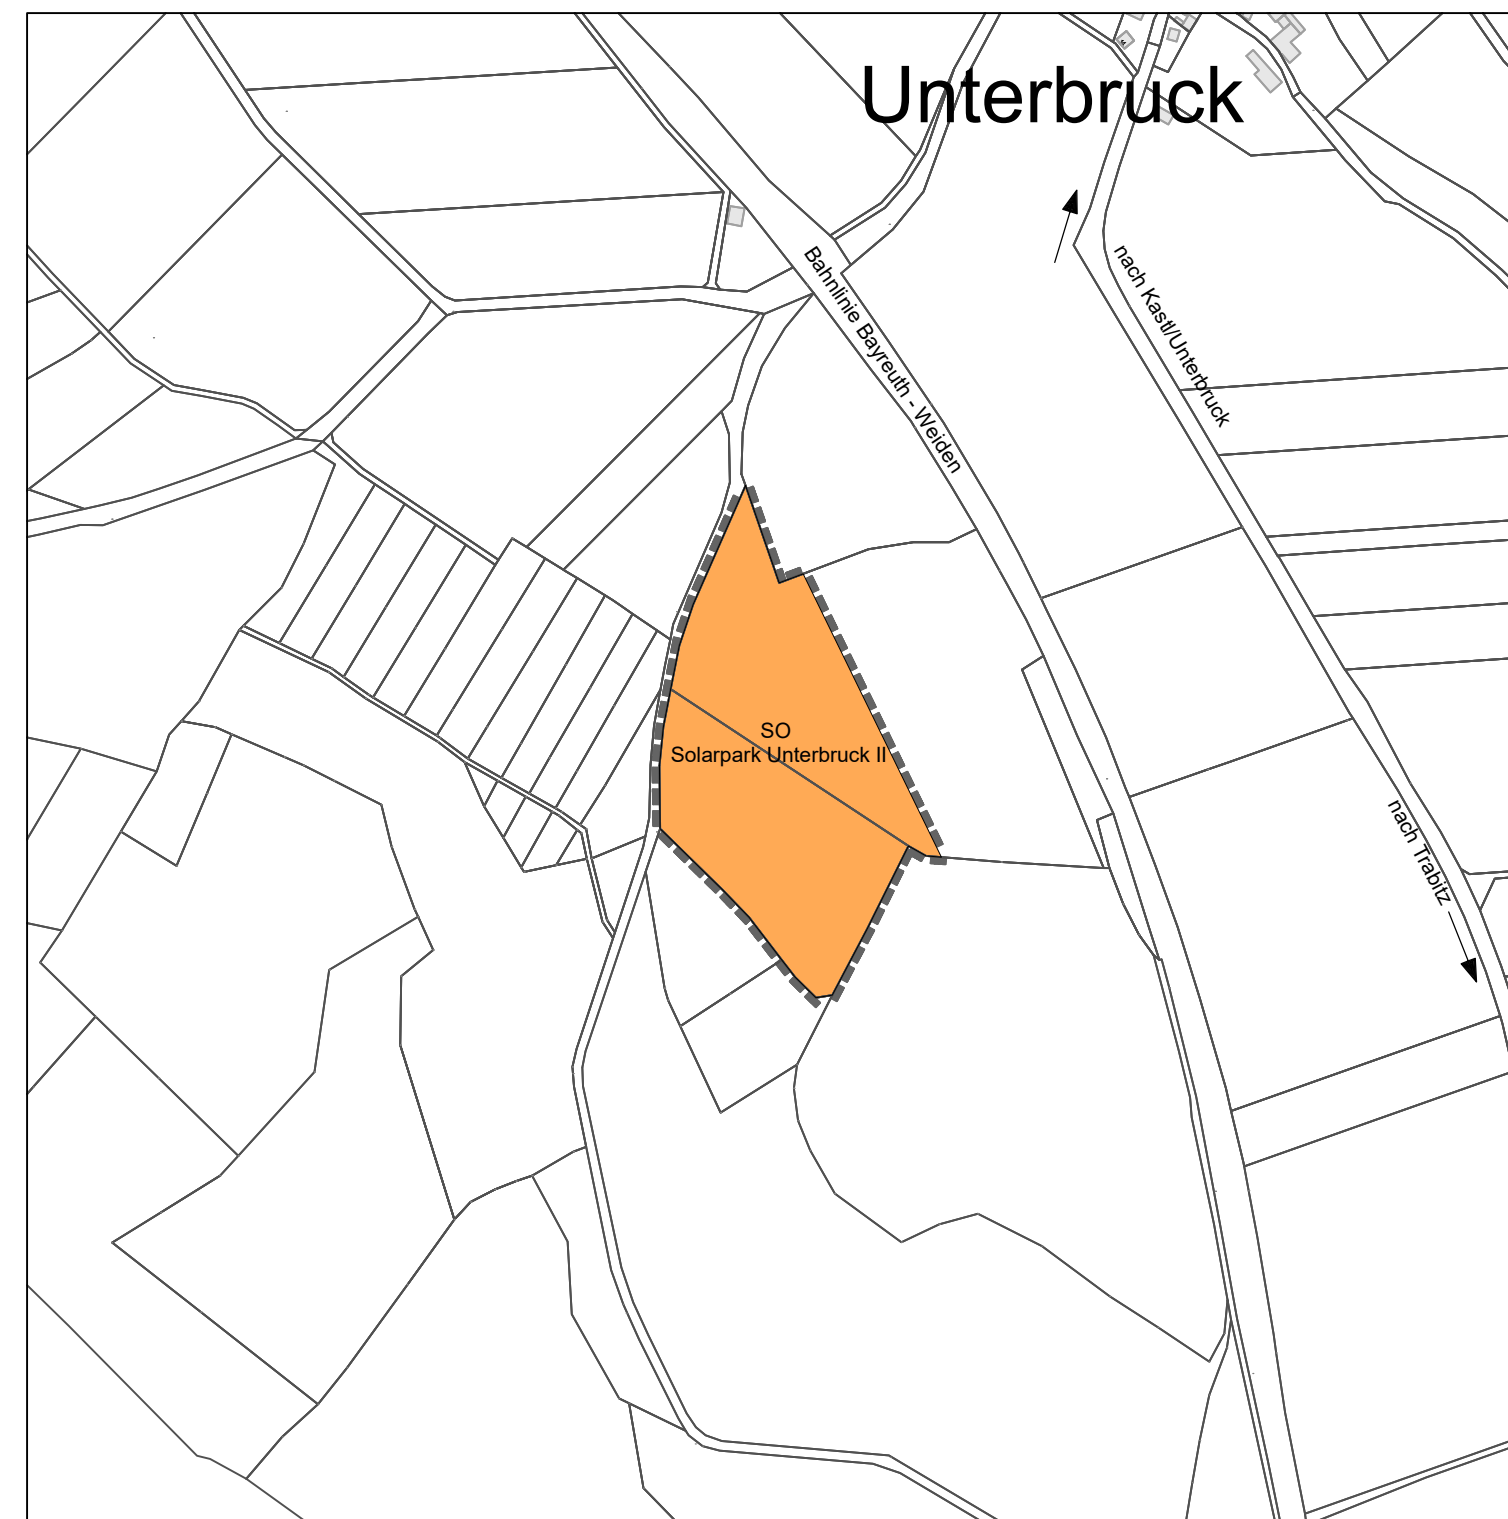 Unterbruck
Bahnlinie Bayreuth - Weiden
nach Kastl/Unterbruck
SO
Solarpark Unterbruck II
nach Trabitz